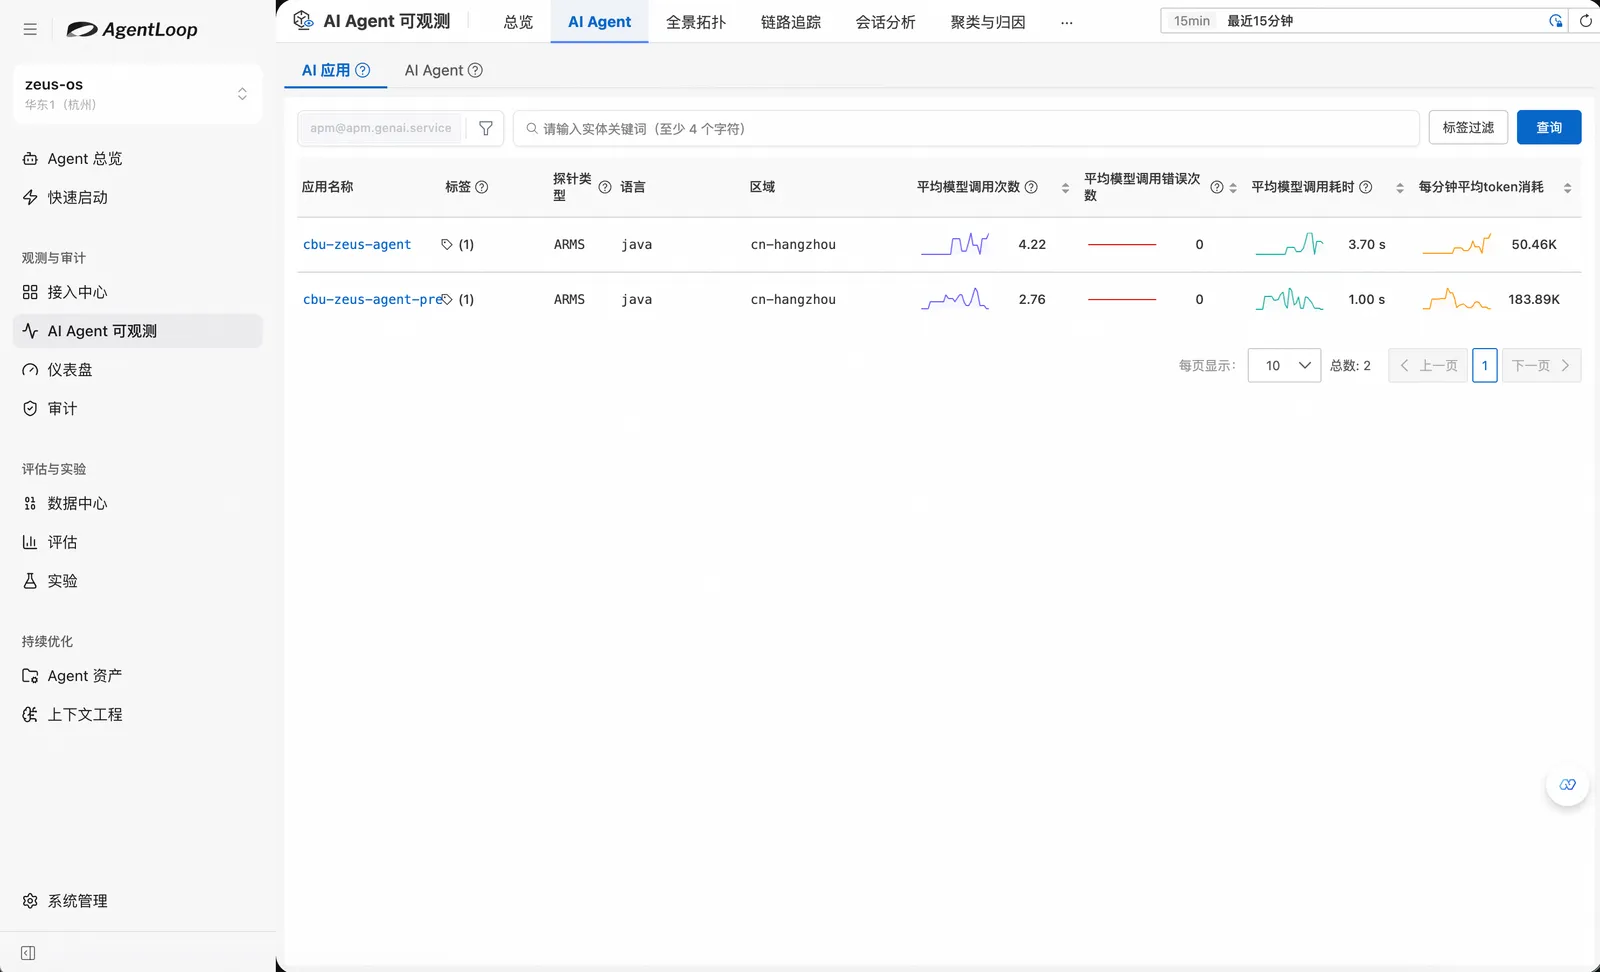 AgentLoop
zeus-os
华东1（杭州）
Agent 总览
快速启动
观测与审计
接入中心
AI Agent 可观测
仪表盘
审计
评估与实验
数据中心
评估
实验
持续优化
Agent 资产
上下文工程
系统管理
AI Agent 可观测
总览
AI Agent
全景拓扑
链路追踪
会话分析
聚类与归因
...
15min 最近15分钟
AI 应用
AI Agent
apm@apm.genai.service
请输入实体关键词（至少 4 个字符）
标签过滤
查询
应用名称 标签 探针类型 语言 区域 平均模型调用次数 平均模型调用错误次数 平均模型调用耗时 每分钟平均token消耗
cbu-zeus-agent (1) ARMS java cn-hangzhou 4.22 0 3.70 s 50.46K
cbu-zeus-agent-pre (1) ARMS java cn-hangzhou 2.76 0 1.00 s 183.89K
每页显示： 10 总数: 2 上一页 1 下一页